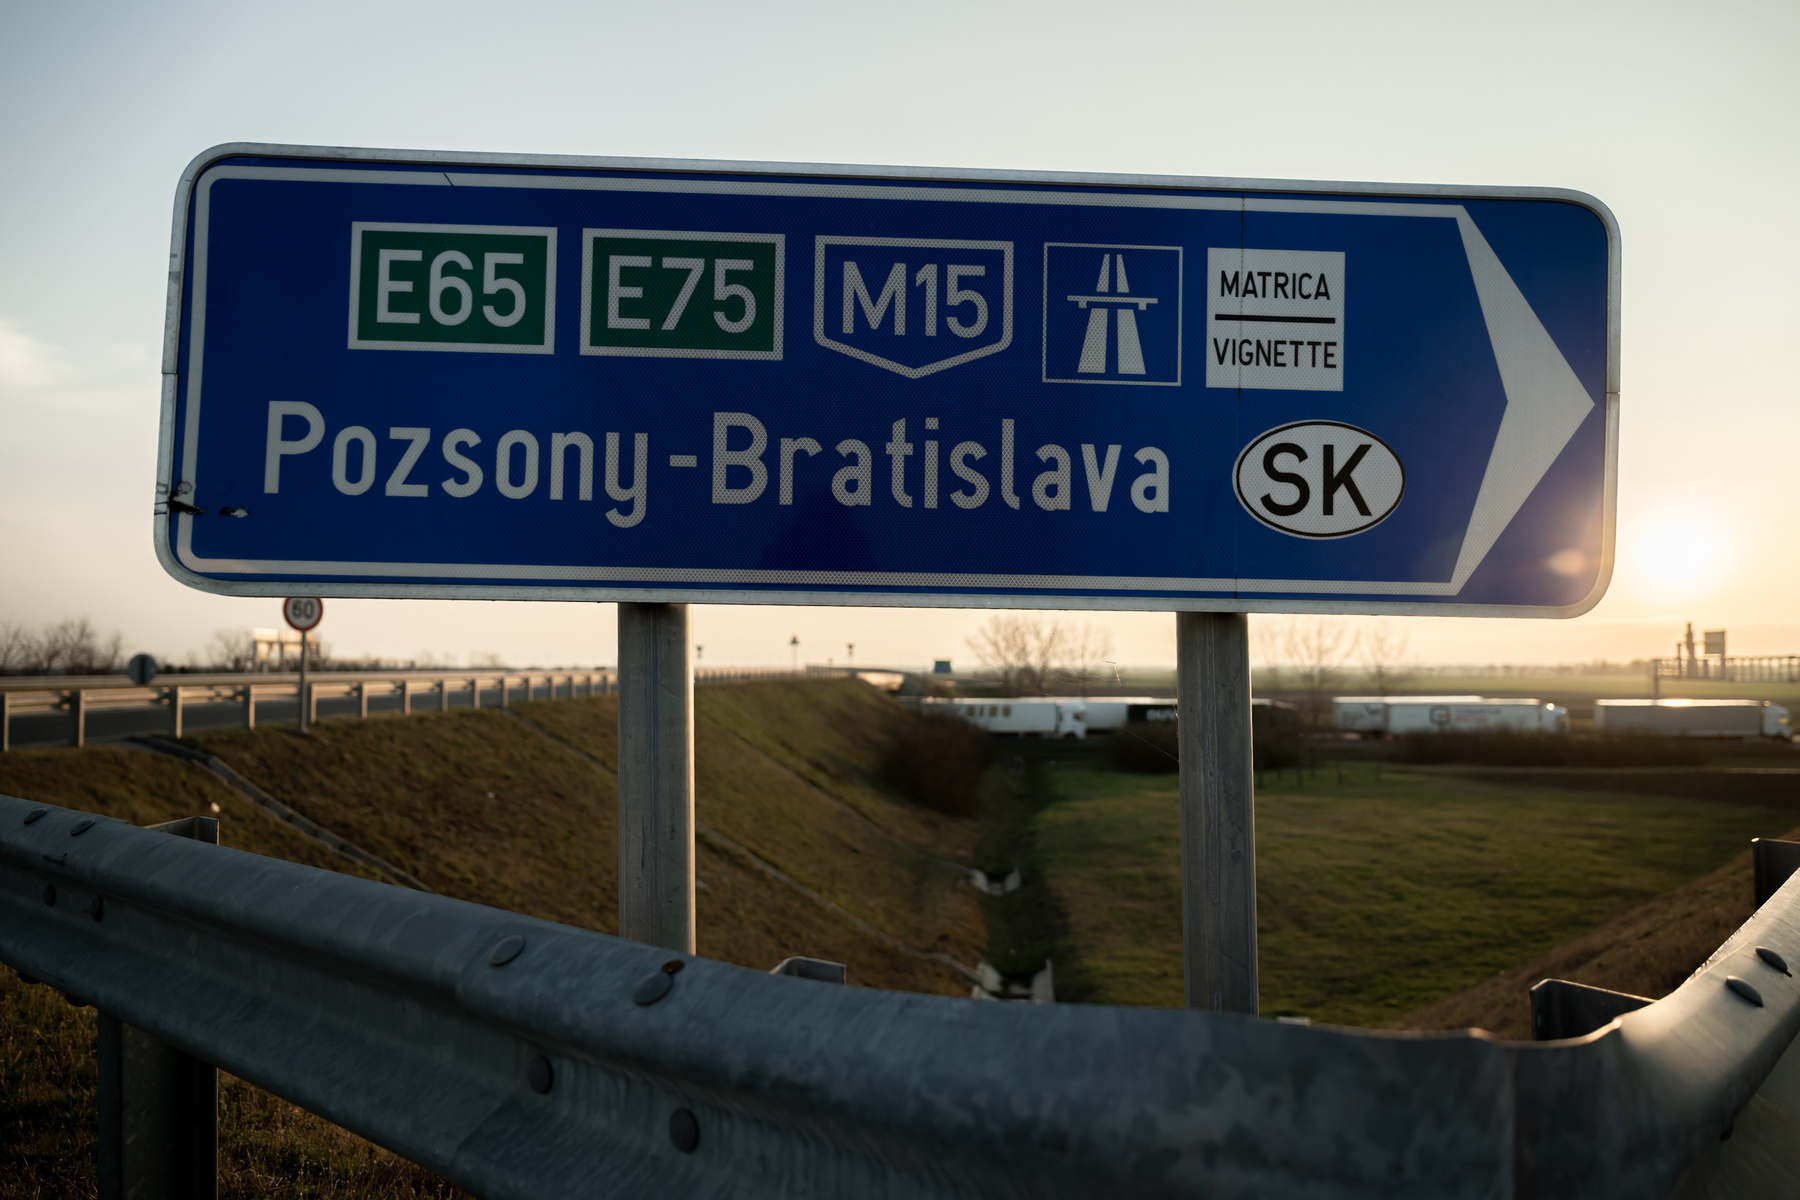 E65 E75 M15 MATRICA
VIGNETTE
Pozsony-Bratislava SK
60